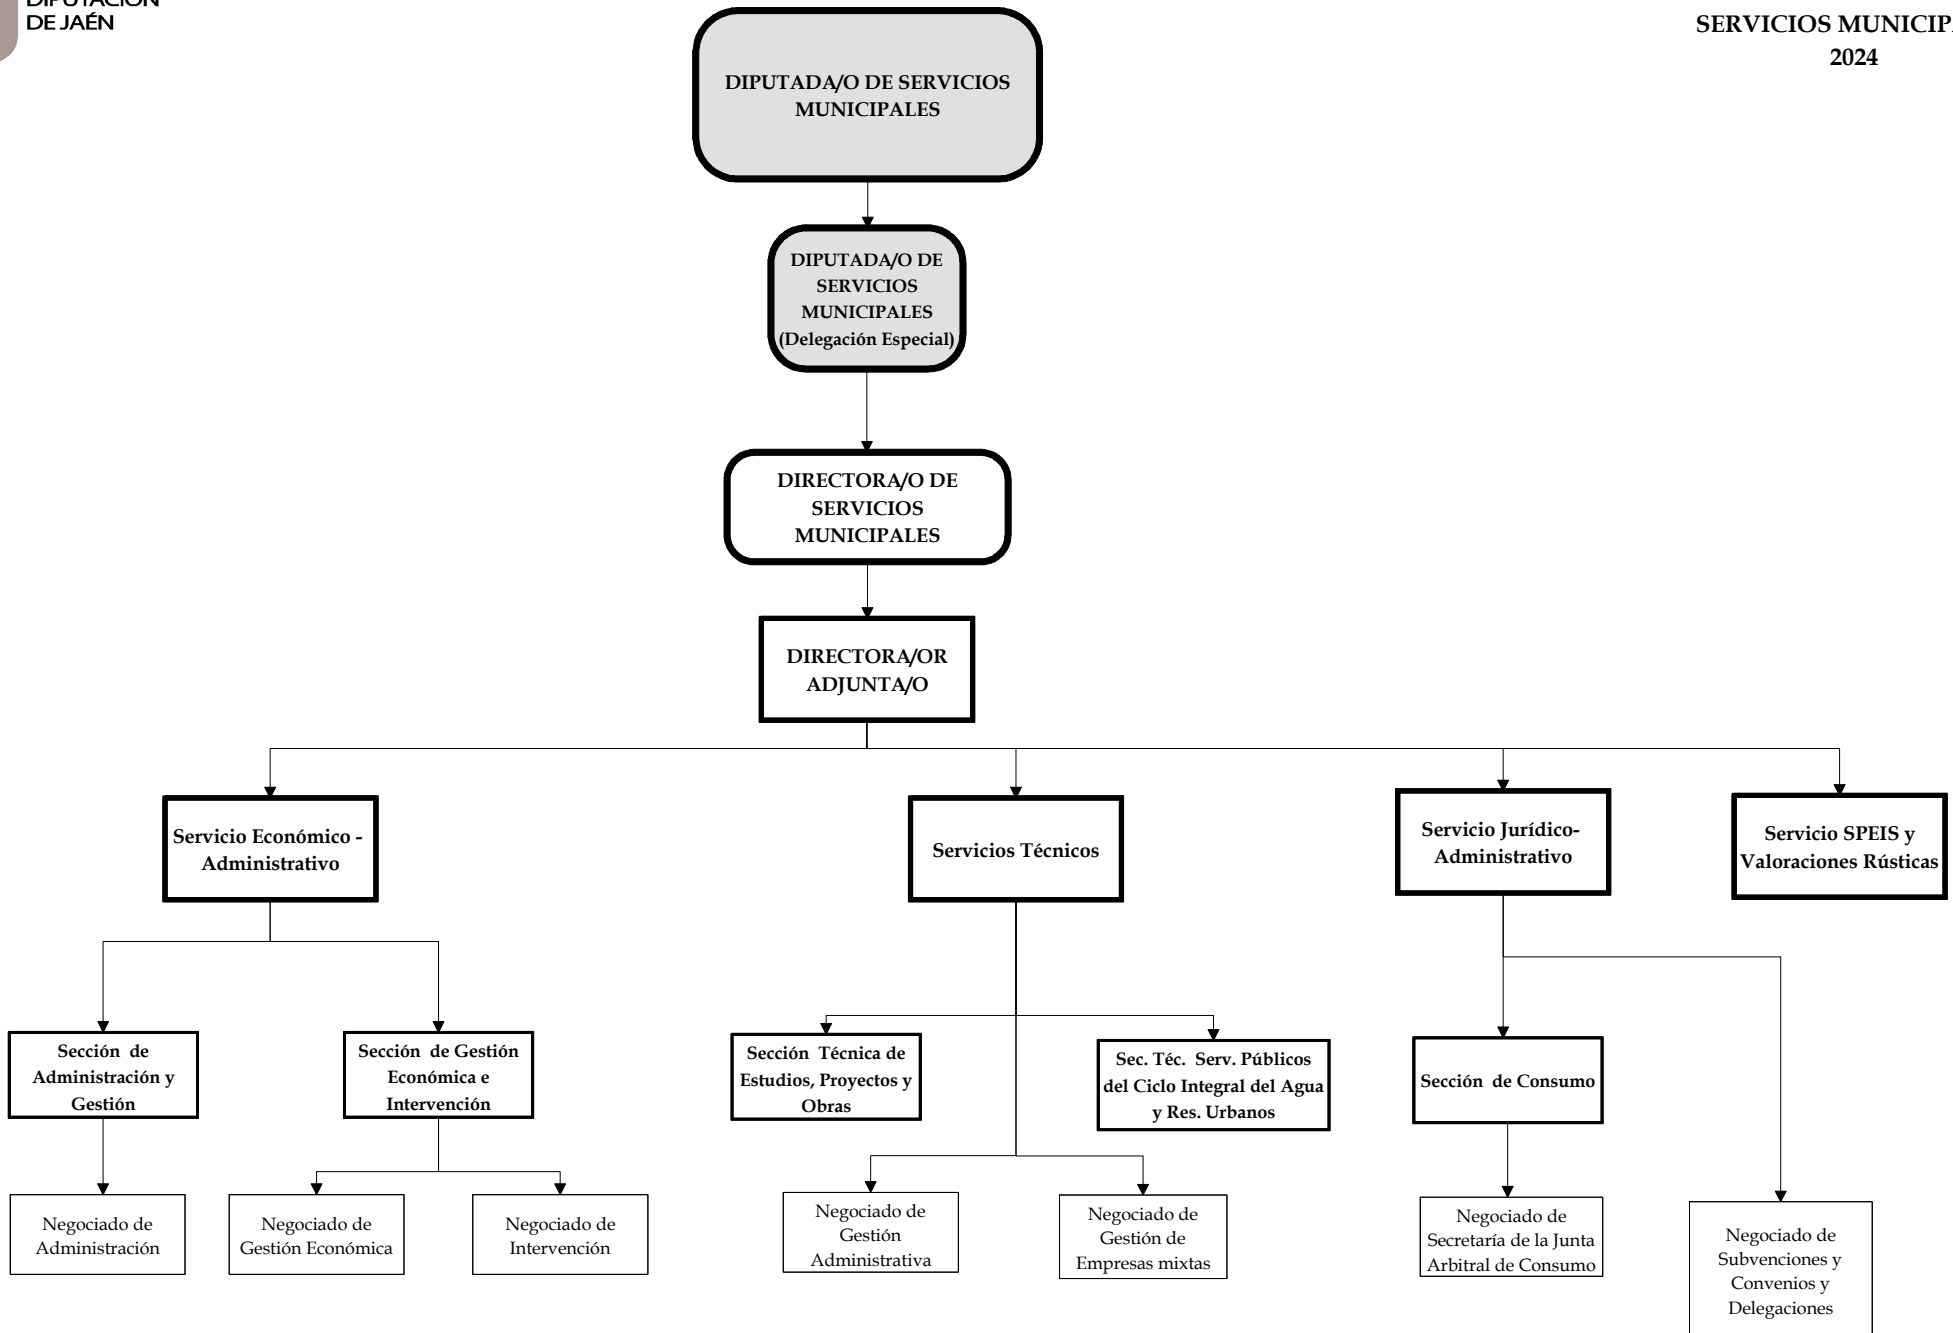 DIPUTACIÓN
DE JAÉN
SERVICIOS
2024
DIPUTADA/O DE SERVICIOS
MUNICIPALES
DIPUTADA/O DE
SERVICIOS
MUNICIPALES
(Delegación Especial)
DIRECTORA/O DE
SERVICIOS
MUNICIPALES
DIRECTORA/OR
ADJUNTA/O
Servicio Económico -
Administrativo
Servicios Técnicos
Servicio Jurídico-
Administrativo
Servicio SPEIS y
Valoraciones Rústicas
Sección de
Administración y
Gestión
Sección de Gestión
Económica e
Intervención
Sección Técnica de
Estudios, Proyectos y
Obras
Sec. Téc. Serv. Públicos
del Ciclo Integral del Agua
y Res. Urbanos
Sección de Consumo
Negociado de
Administración
Negociado de
Gestión Económica
Negociado de
Intervención
Negociado de
Gestión
Administrativa
Negociado de
Gestión de
Empresas mixtas
Negociado de
Secretaría de la Junta
Arbitral de Consumo
Negociado de
Subvenciones y
Convenios y
Delegaciones